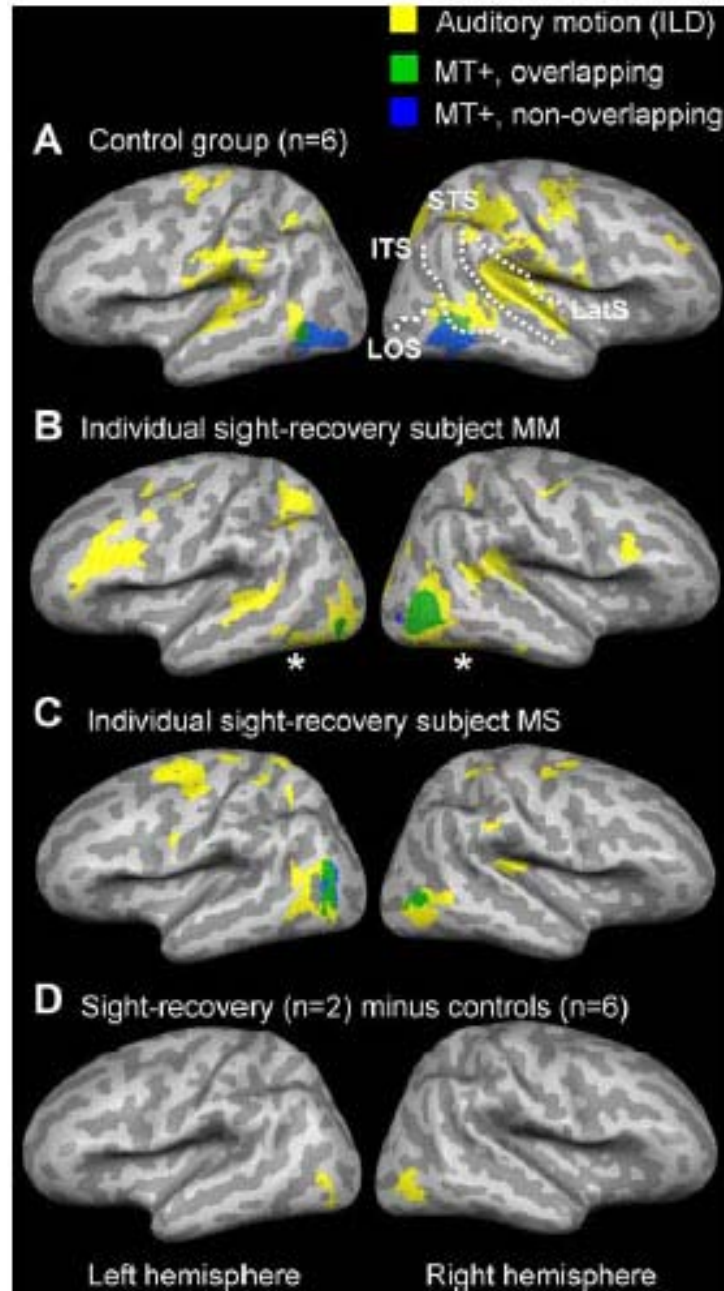 Auditory motion (ILD)
MT+, overlapping
MT+, non-overlapping
A Control group (n=6)
STS
ITS
LatS
LOS
B Individual sight-recovery subject MM
* *
C Individual sight-recovery subject MS
D Sight-recovery (n=2) minus controls (n=6)
Left hemisphere Right hemisphere